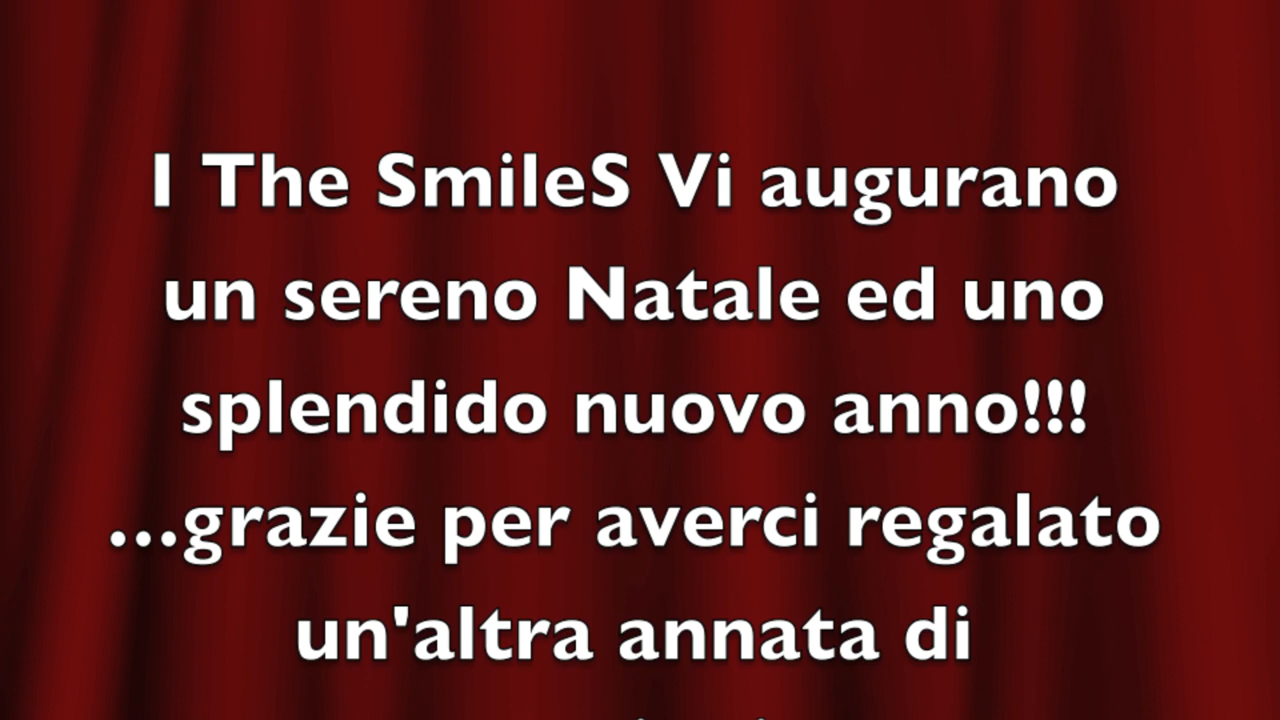 I The SmileS Vi augurano
un sereno Natale ed uno
splendido nuovo anno!!!
...grazie per averci regalato
un'altra annata di